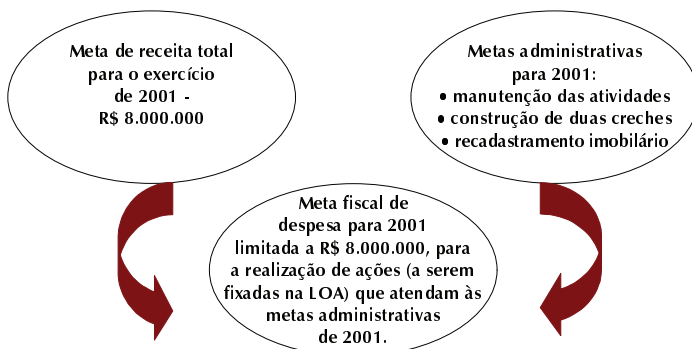 Meta de receita total
para o exercício
de 2001 -
R$ 8.000.000
Metas administrativas
para 2001:
• manutenção das atividades
• construção de duas creches
• recadastramento imobiliário
Meta fiscal de
despesa para 2001
limitada a R$ 8.000.000, para
a realização de ações (a serem
fixadas na LOA) que atendam às
metas administrativas
de 2001.